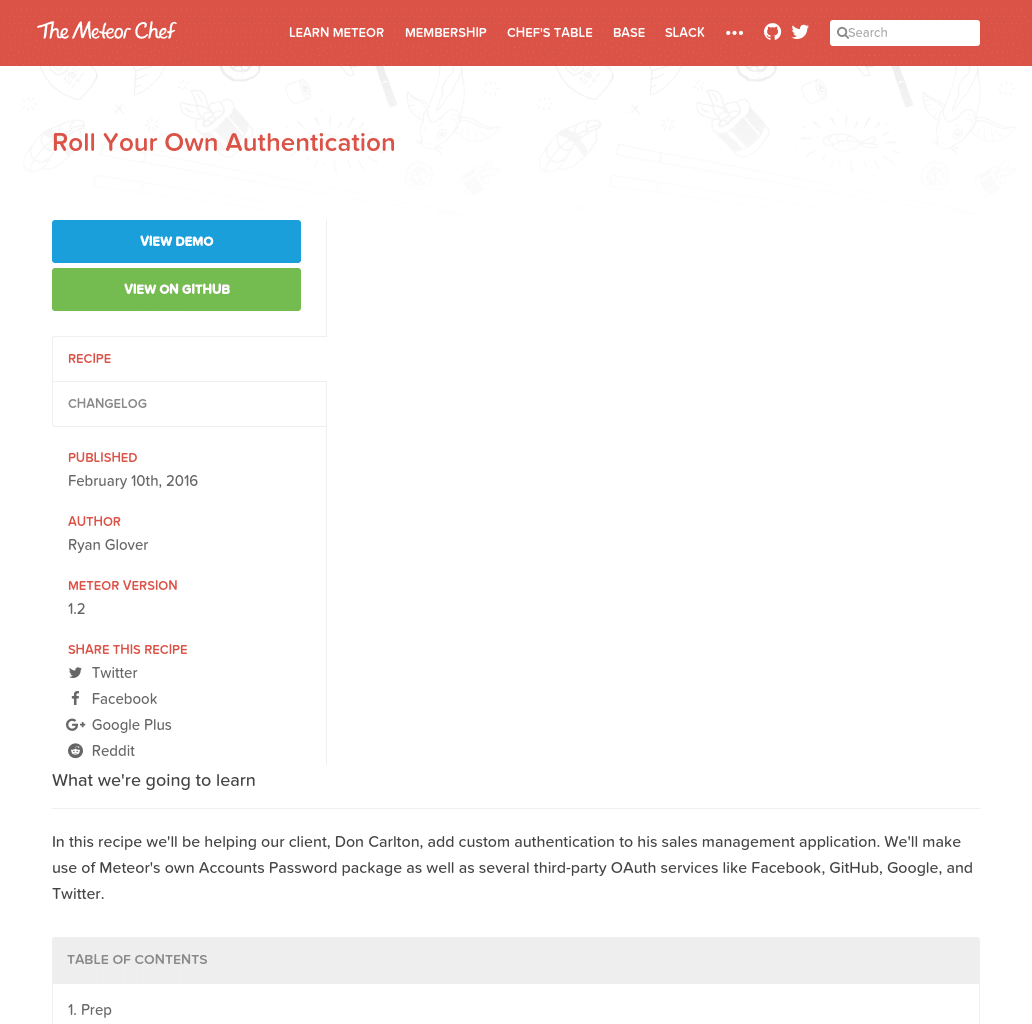 The Meteor Chef
LEARN METEOR MEMBERSHIP CHEF'S TABLE BASE SLACK Search
Roll Your Own Authentication
VIEW DEMO
VIEW ON GITHUB
RECIPE
CHANGELOG
PUBLISHED
February 10th, 2016
AUTHOR
Ryan Glover
METEOR VERSION
1.2
SHARE THIS RECIPE
Twitter
Facebook
Google Plus
Reddit
What we're going to learn
In this recipe we'll be helping our client, Don Carlton, add custom authentication to his sales management application. We'll make
use of Meteor's own Accounts Password package as well as several third-party OAuth services like Facebook, GitHub, Google, and
Twitter.
TABLE OF CONTENTS
1. Prep